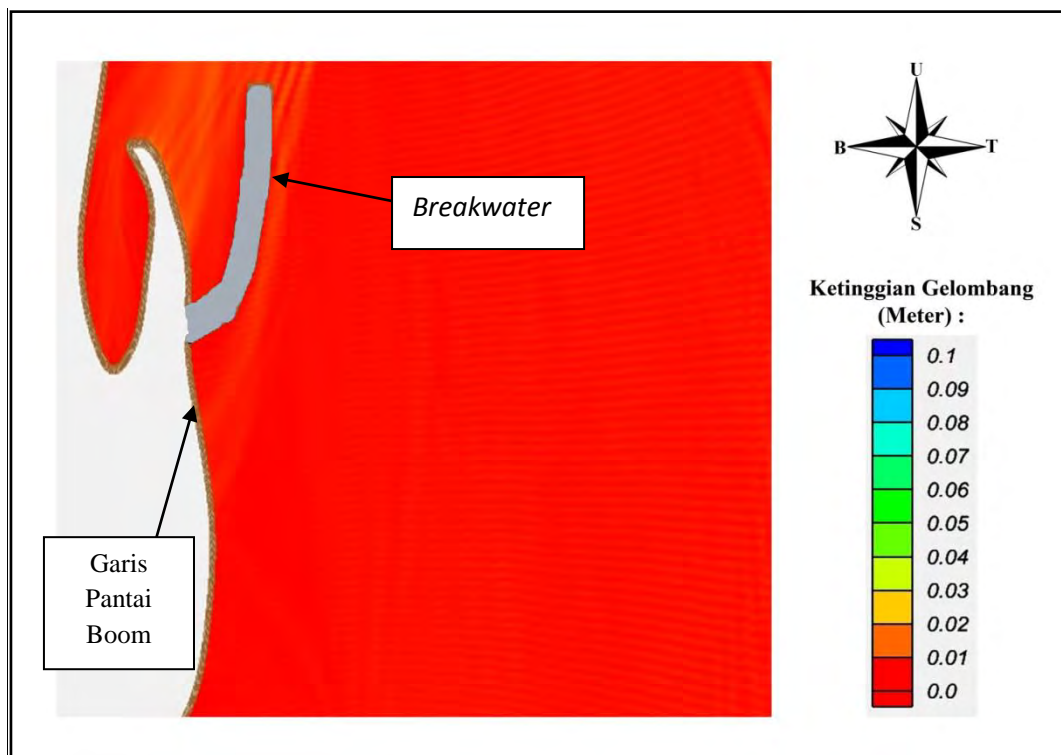 U
B
T
S
Breakwater
Ketinggian Gelombang
(Meter) :
0.1
0.09
0.08
0.07
0.06
0.05
0.04
0.03
0.02
0.01
0.0
Garis
Pantai
Boom